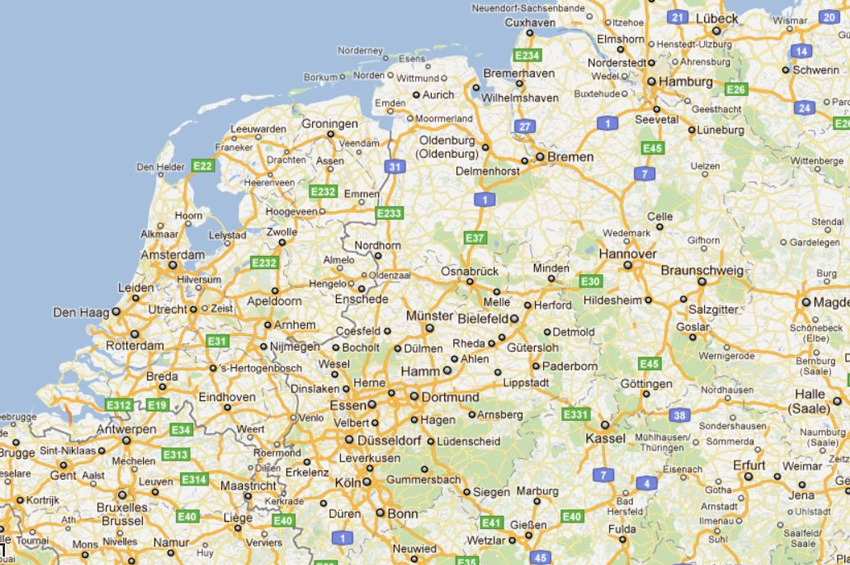 Neuendorf-Sachsenbande
Cuxhaven
Itzehoe
21
Lübeck
Wismar
20
Elmshorn
Henstedt-Ulzburg
14
Norderney
Esens
E234
Norderstedt
Ahrensburg
Schwerin
Borkum
Norden
Wittmund
Bremerhaven
Wedel
Hamburg
E26
Aurich
Wilhelmshaven
Buxtehude
Geesthacht
24
Emden
Moormerland
Seevetal
Leeuwarden
Groningen
27
1
Lüneburg
Franeker
Veendam
Oldenburg
(Oldenburg)
E45
Drachten
Assen
Bremen
Den Helder
E22
31
Delmenhorst
7
Uelzen
Wittenberge
Heerenveen
E232
Emmen
1
Hoorn
Hoogeveen
E233
Celle
Stendal
Alkmaar
Lelystad
Zwolle
E37
Wedemark
Gifhorn
Gardelegen
Amsterdam
E232
Almelo
Nordhorn
Hannover
Hilversum
Oldenzaal
Osnabrück
Minden
E30
Braunschweig
Burg
Leiden
Hengelo
Enschede
Melle
Den Haag
Utrecht
Zeist
Apeldoorn
Herford
Hildesheim
Salzgitter
Magde
Arnhem
Münster
Bielefeld
Rotterdam
E31
Coesfeld
Detmold
Goslar
Schönebeck
(Elbe)
Nijmegen
Bocholt
Dülmen
Rheda
Gütersloh
Wernigerode
Bernburg
(Saale)
's-Hertogenbosch
Wesel
Ahlen
Paderborn
E45
Breda
Hamm
Dinslaken
Herne
Lippstadt
Göttingen
Nordhausen
Halle
(Saale)
E312
E19
Eindhoven
Essen
Dortmund
eebrugge
Venlo
Velbert
Hagen
Arnsberg
E331
38
Sondershausen
Antwerpen
E34
Weert
Düsseldorf
Lüdenscheid
Kassel
Mühlhausen/
Thüringen
Sömmerda
Naumburg
(Saale)
Brugge
Sint-Niklaas
E313
Roermond
Leverkusen
Mechelen
Erkelenz
Eisenach
Erfurt
Weimar
Zeitz
eselare
Gent
Aalst
E314
Köln
Gummersbach
7
4
Leuven
Maastricht
Siegen
Marburg
Gotha
Jena
Kortrijk
Bruxelles
Brussel
Kerkrade
Düren
Bonn
Bad
Hersfeld
Arnstadt
Uhlstädt
Ath
E40
Liège
E40
E41
Gießen
E40
Ilmenau
Saalfeld/
Tournai
Mons
Nivelles
Namur
Huy
Verviers
1
Neuwied
Wetzlar
45
Fulda
Suhl
E35